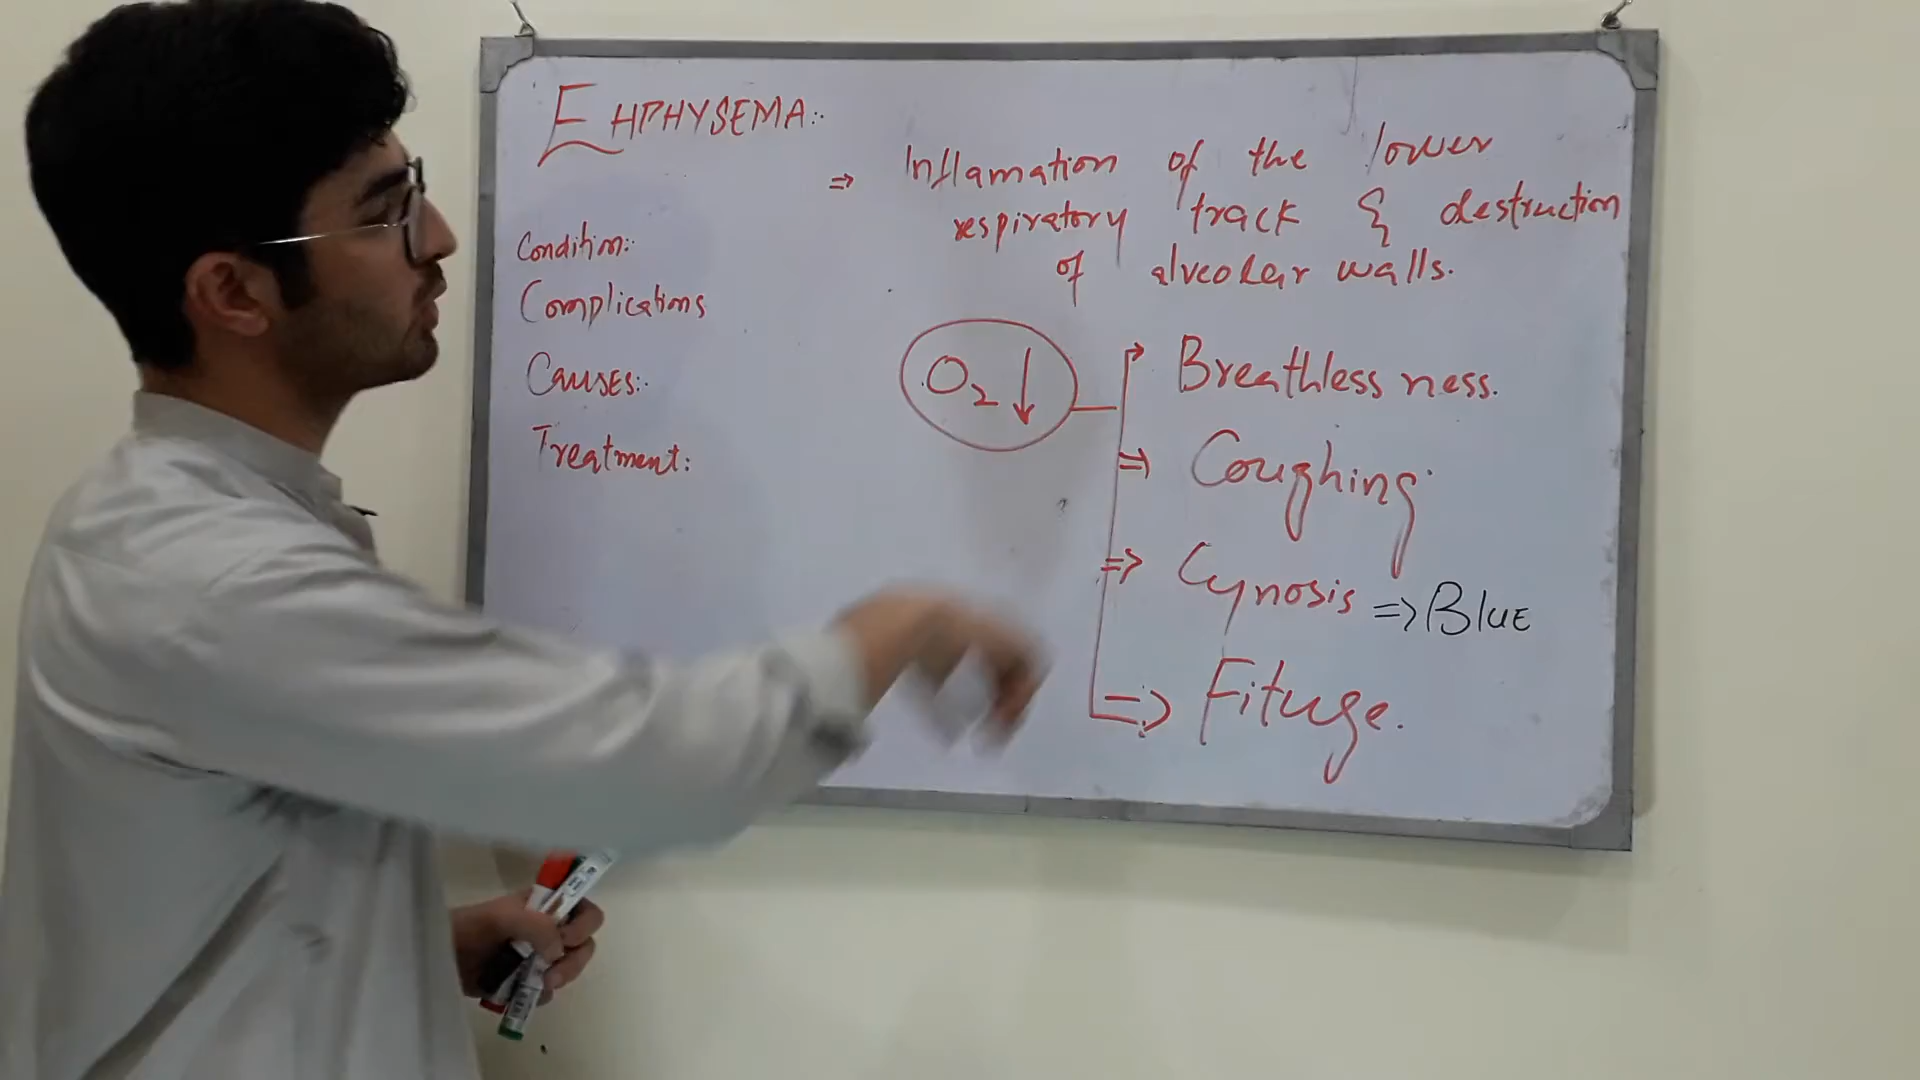 EHPHYSEMA:
Condition:
Complications
CAUSES:
Treatment:
⇒ Inflamation of the lower
respiratory track & destruction
of alveolar walls.
O2 ↓
→ Breathless ness.
⇒ Coughing
⇒ Cynosis ⇒ BLUE
⇒ Fituge.